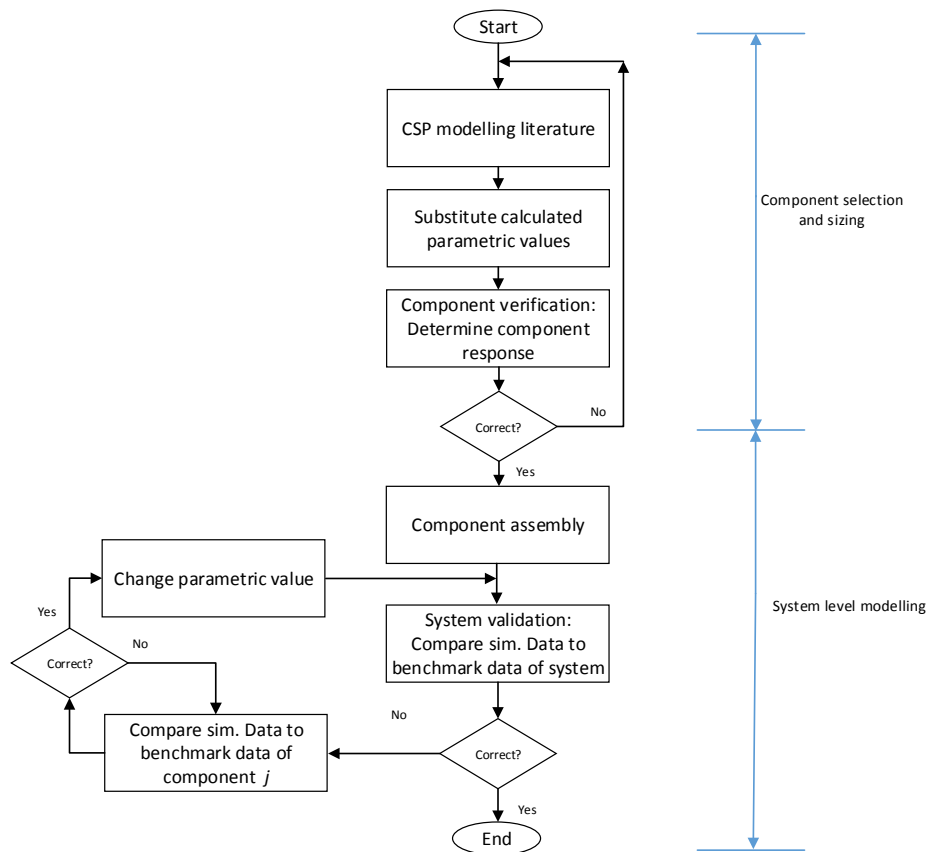 Start
CSP modelling literature
Substitute calculated
parametric values
Component verification:
Determine component
response
Correct?
No
Yes
Component selection
and sizing
Component assembly
Change parametric value
System validation:
Compare sim. Data to
benchmark data of system
Yes
Correct?
No
Compare sim. Data to
benchmark data of
component j
No
Correct?
Yes
End
System level modelling